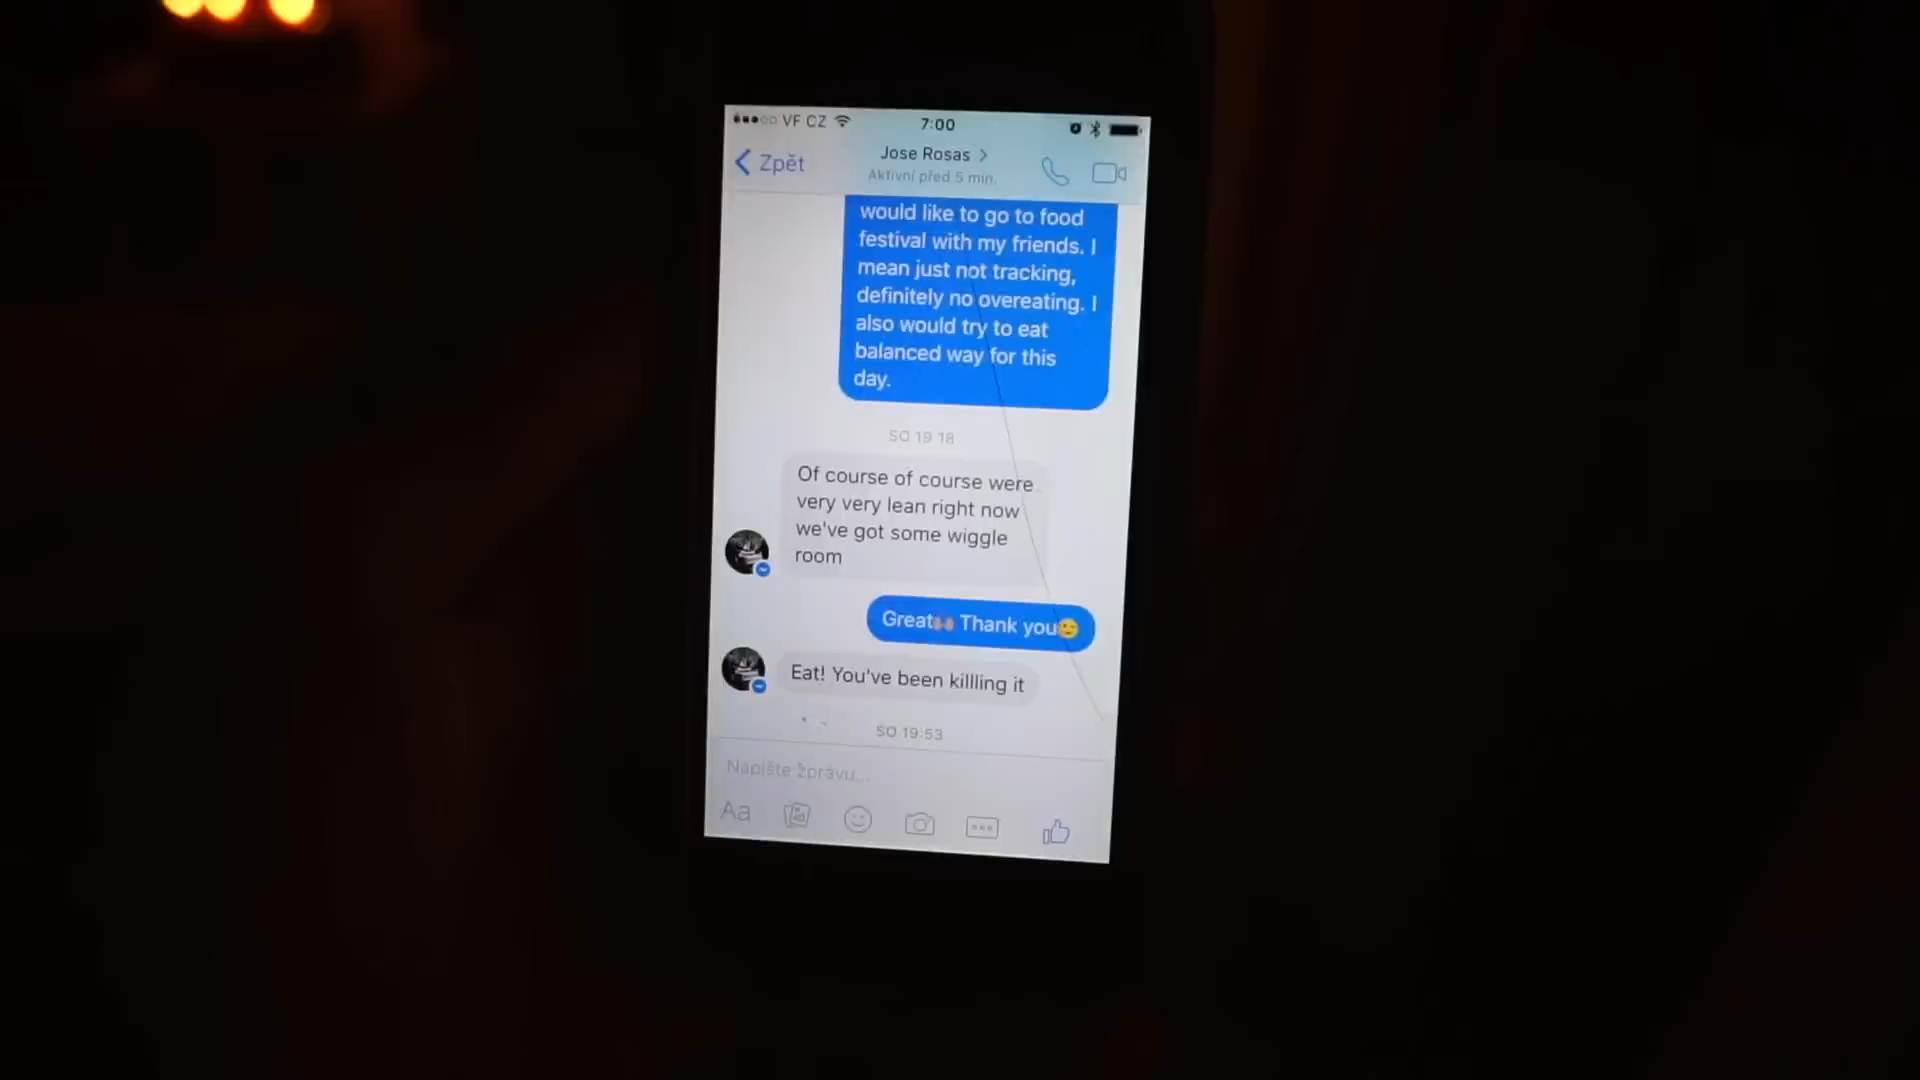 VF CZ
7:00
Zpět
Jose Rosas
Aktivní před 5 min.
would like to go to food
festival with my friends. I
mean just not tracking,
definitely no overeating. I
also would try to eat
balanced way for this
day.
SO 19:18
Of course of course were
very very lean right now
we've got some wiggle
room
Great🙌🏽 Thank you😉
Eat! You've been killling it
SO 19:53
Napište zprávu...
Aa